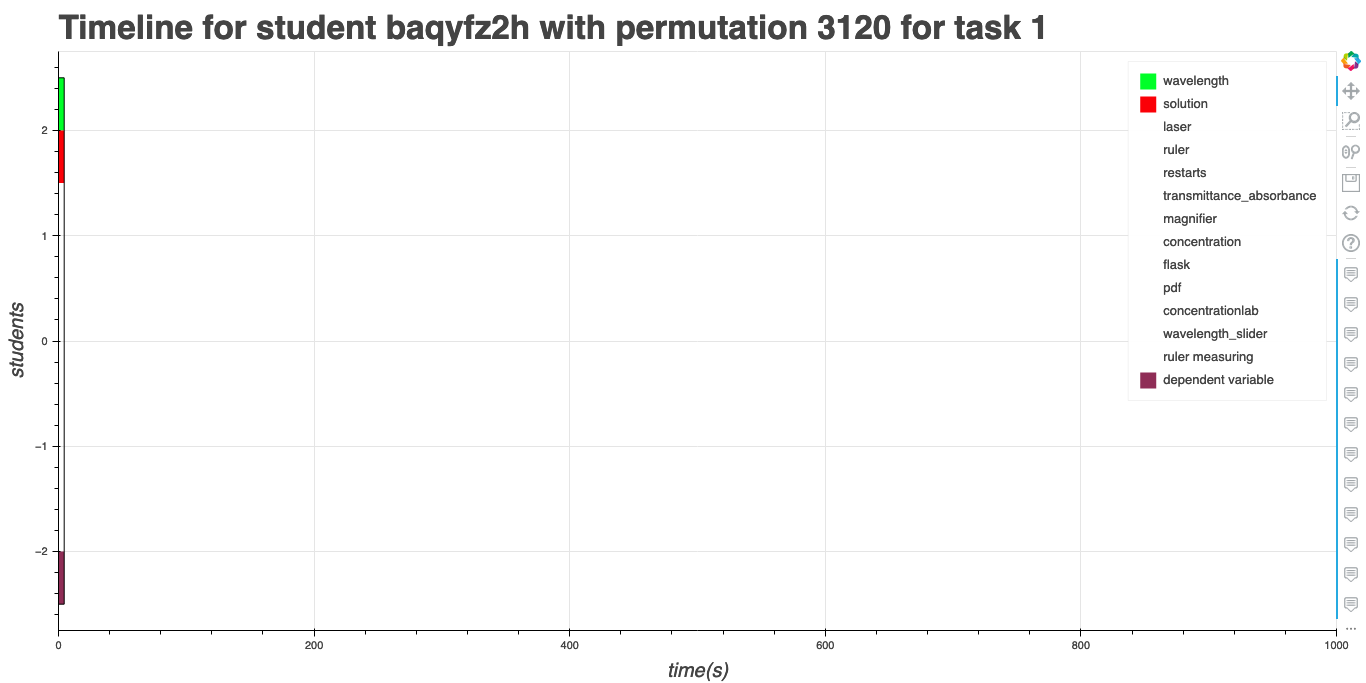 Timeline for student baqyfz2h with permutation 3120 for task 1
wavelength
solution
laser
ruler
restarts
transmittance_absorbance
magnifier
concentration
flask
pdf
concentrationlab
wavelength_slider
ruler measuring
dependent variable
students
2
1
0
−1
−2
0 200 400 600 800 1000
time(s)